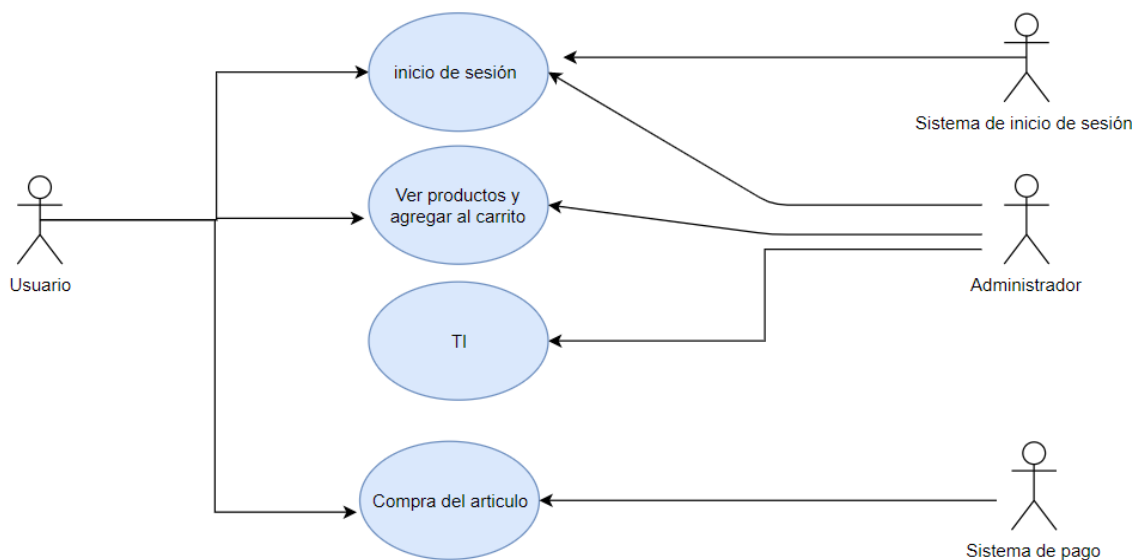 inicio de sesión
Sistema de inicio de sesión
Ver productos y
agregar al carrito
Usuario
Administrador
TI
Compra del articulo
Sistema de pago